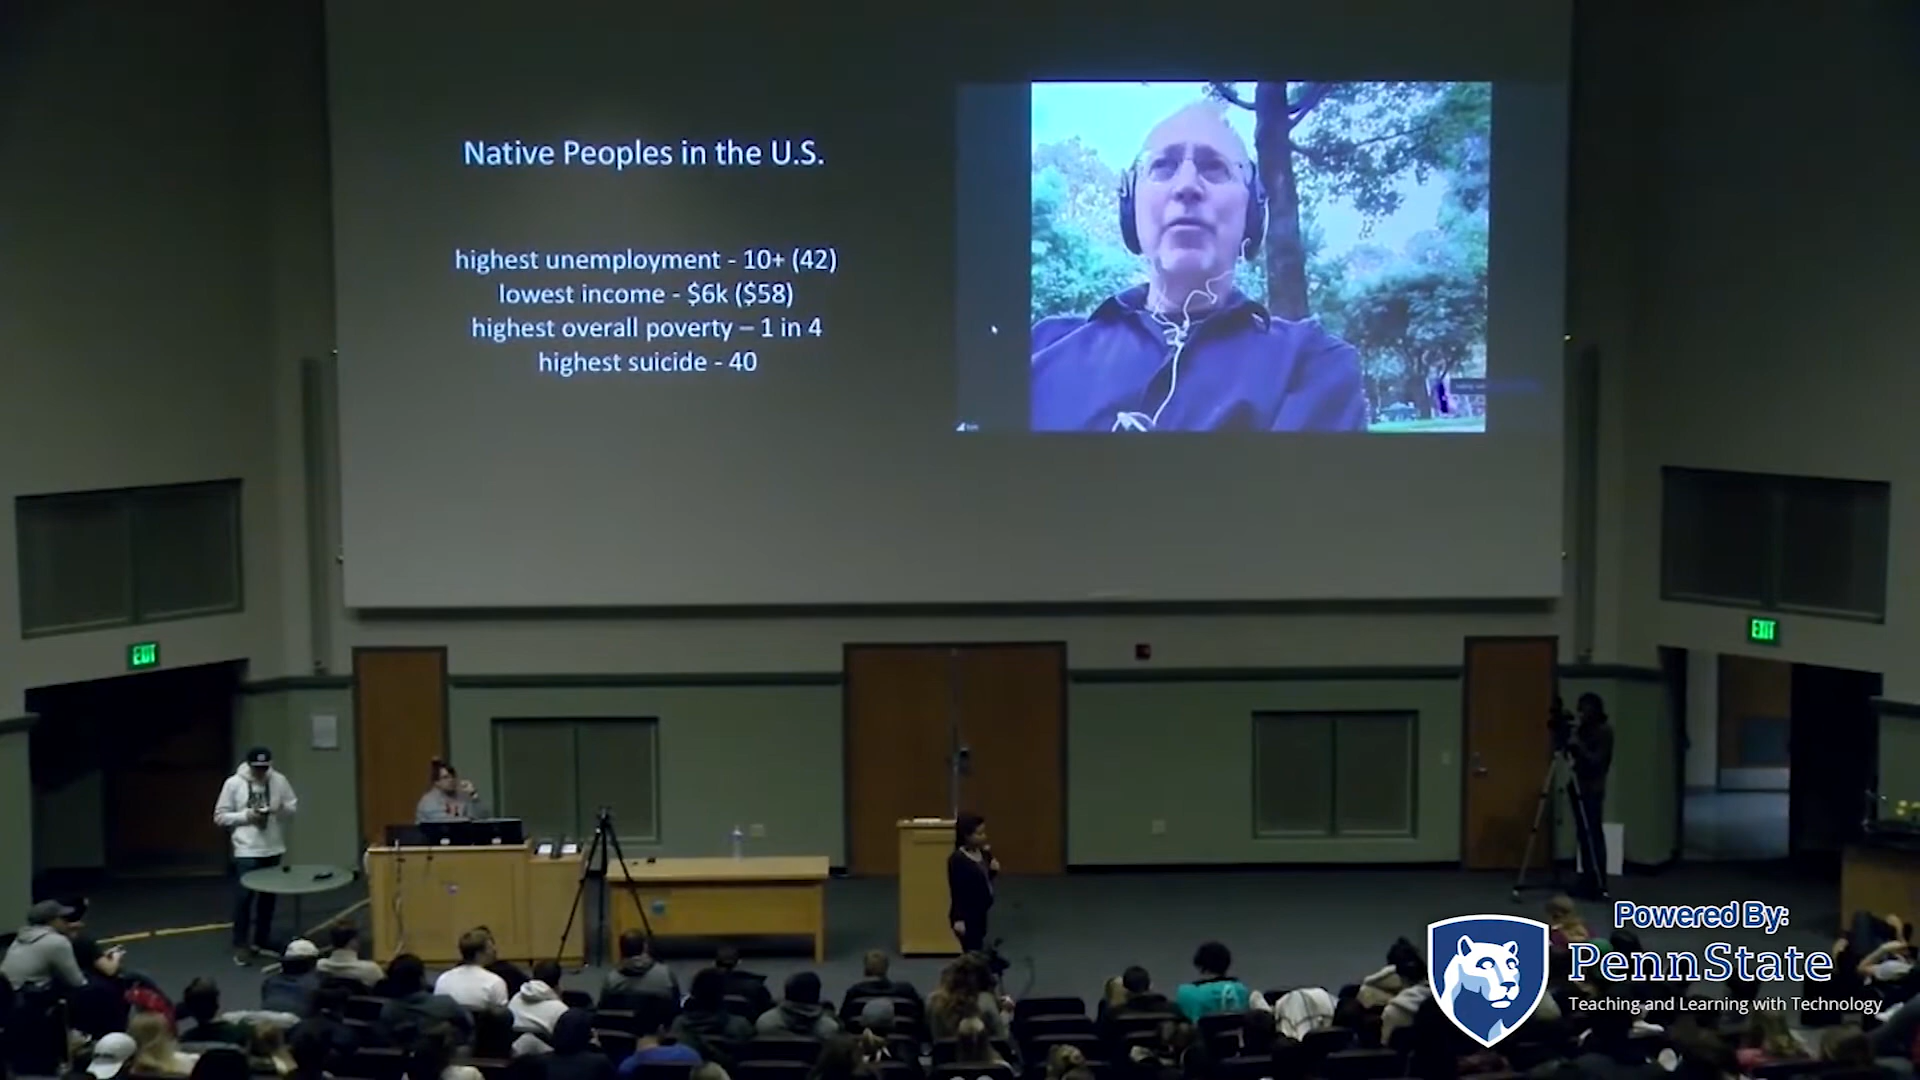 Native Peoples in the U.S.
highest unemployment - 10+ (42)
lowest income - $6k ($58)
highest overall poverty – 1 in 4
highest suicide - 40
EXIT
EXIT
Powered By:
PennState
Teaching and Learning with Technology